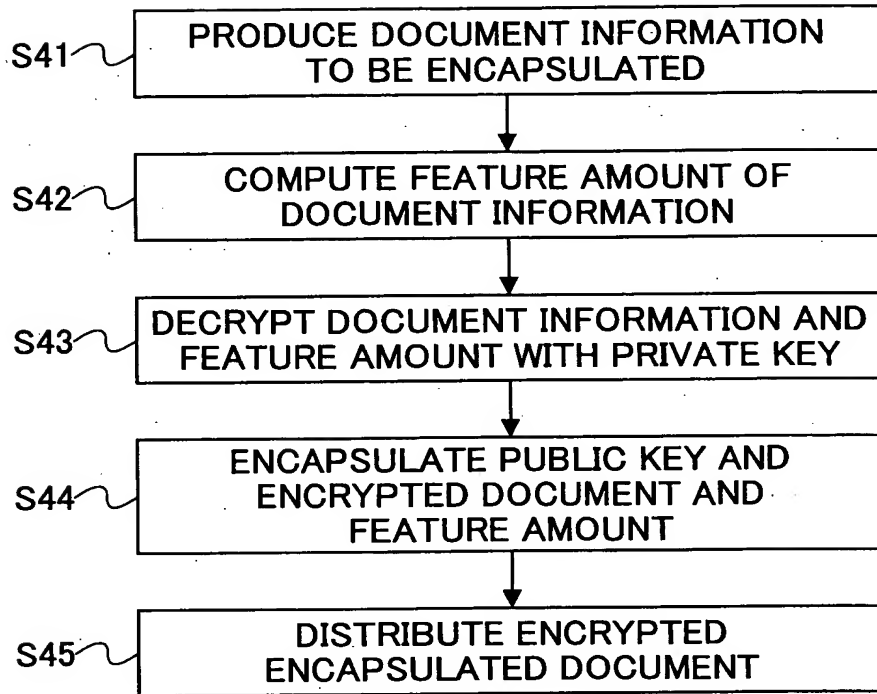 S41
PRODUCE DOCUMENT INFORMATION
TO BE ENCAPSULATED
S42
COMPUTE FEATURE AMOUNT OF
DOCUMENT INFORMATION
S43
DECRYPT DOCUMENT INFORMATION AND
FEATURE AMOUNT WITH PRIVATE KEY
S44
ENCAPSULATE PUBLIC KEY AND
ENCRYPTED DOCUMENT AND
FEATURE AMOUNT
S45
DISTRIBUTE ENCRYPTED
ENCAPSULATED DOCUMENT